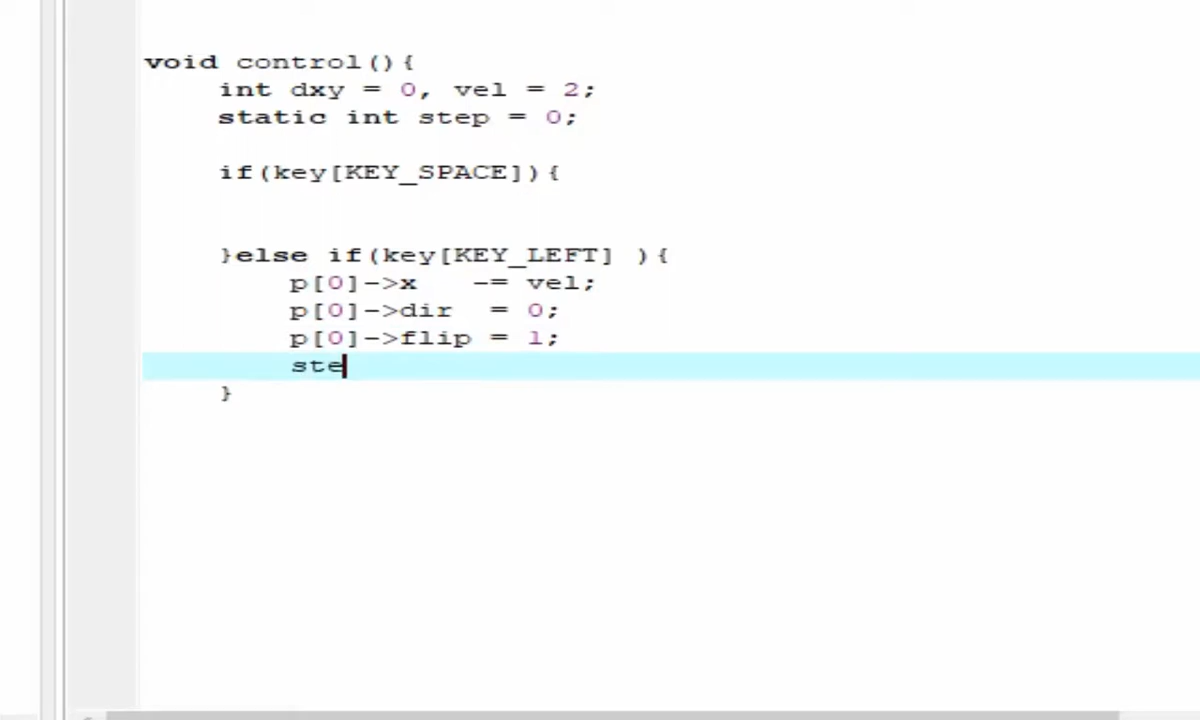 void control(){
int dxy = 0, vel = 2;
static int step = 0;
if(key[KEY_SPACE]){
}else if(key[KEY_LEFT] ){
p[0]->x -= vel;
p[0]->dir = 0;
p[0]->flip = 1;
ste
}